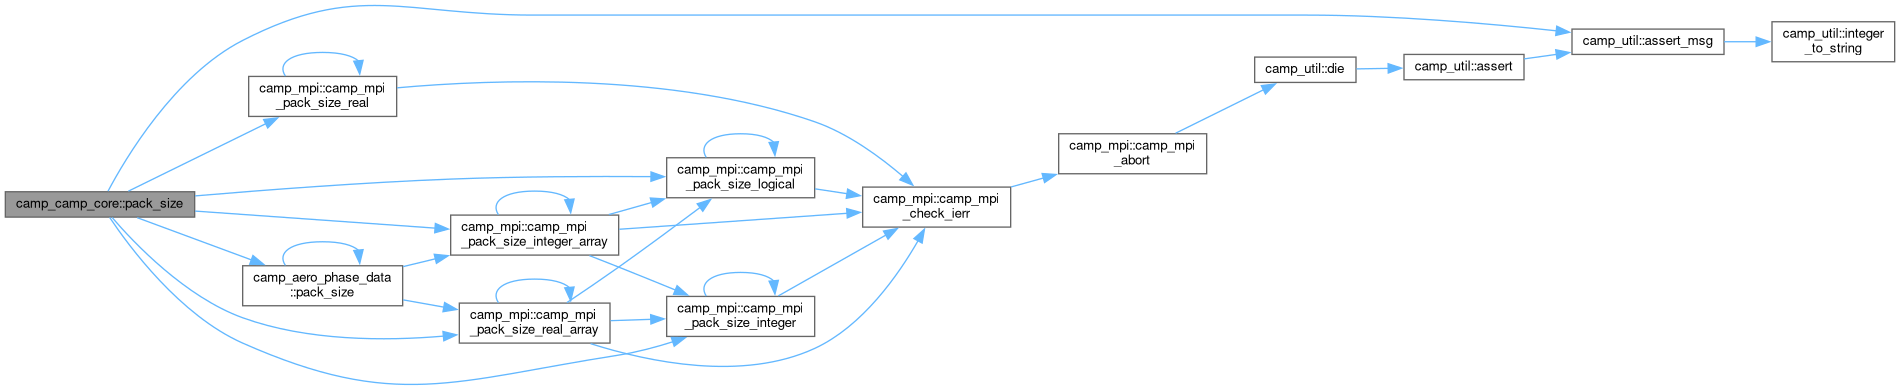 camp_camp_core::pack_size
camp_mpi::camp_mpi
_pack_size_real
camp_aero_phase_data
::pack_size
camp_mpi::camp_mpi
_pack_size_integer_array
camp_mpi::camp_mpi
_pack_size_real_array
camp_mpi::camp_mpi
_pack_size_logical
camp_mpi::camp_mpi
_pack_size_integer
camp_mpi::camp_mpi
_check_ierr
camp_mpi::camp_mpi
_abort
camp_util::die
camp_util::assert
camp_util::assert_msg
camp_util::integer
_to_string